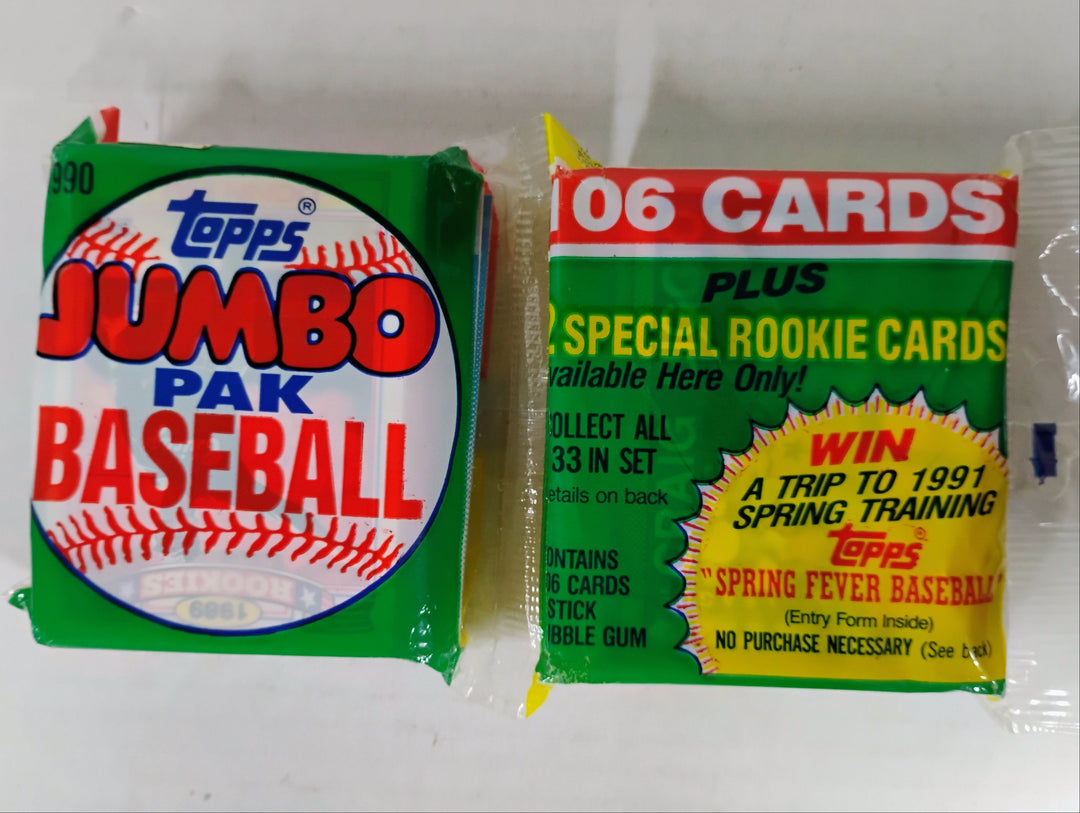 990
topps®
JUMBO
PAK
BASEBALL
ROOKIES
1989
106 CARDS
PLUS
2 SPECIAL ROOKIE CARDS
vailable Here Only!
OLLECT ALL
33 IN SET
etails on back
ONTAINS
06 CARDS
STICK
BBLE GUM
WIN
A TRIP TO 1991
SPRING TRAINING
topps®
"SPRING FEVER BASEBALL"
(Entry Form Inside)
NO PURCHASE NECESSARY (See back)